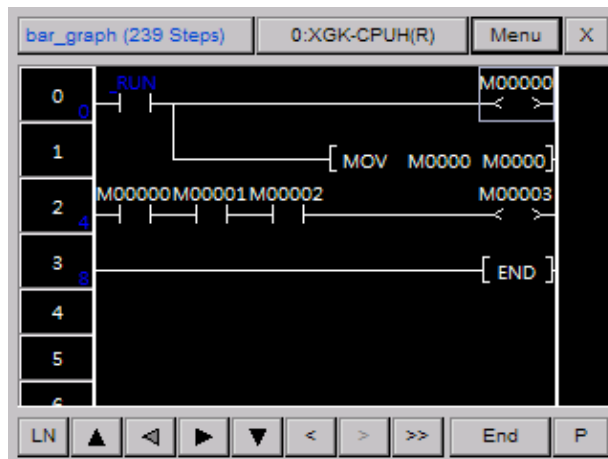 bar_graph (239 Steps) 0:XGK-CPUH(R) Menu X
0 0 _RUN M00000
1 MOV M0000 M0000
2 4 M00000 M00001 M00002 M00003
3 8 END
4
5
LN < > >> End P